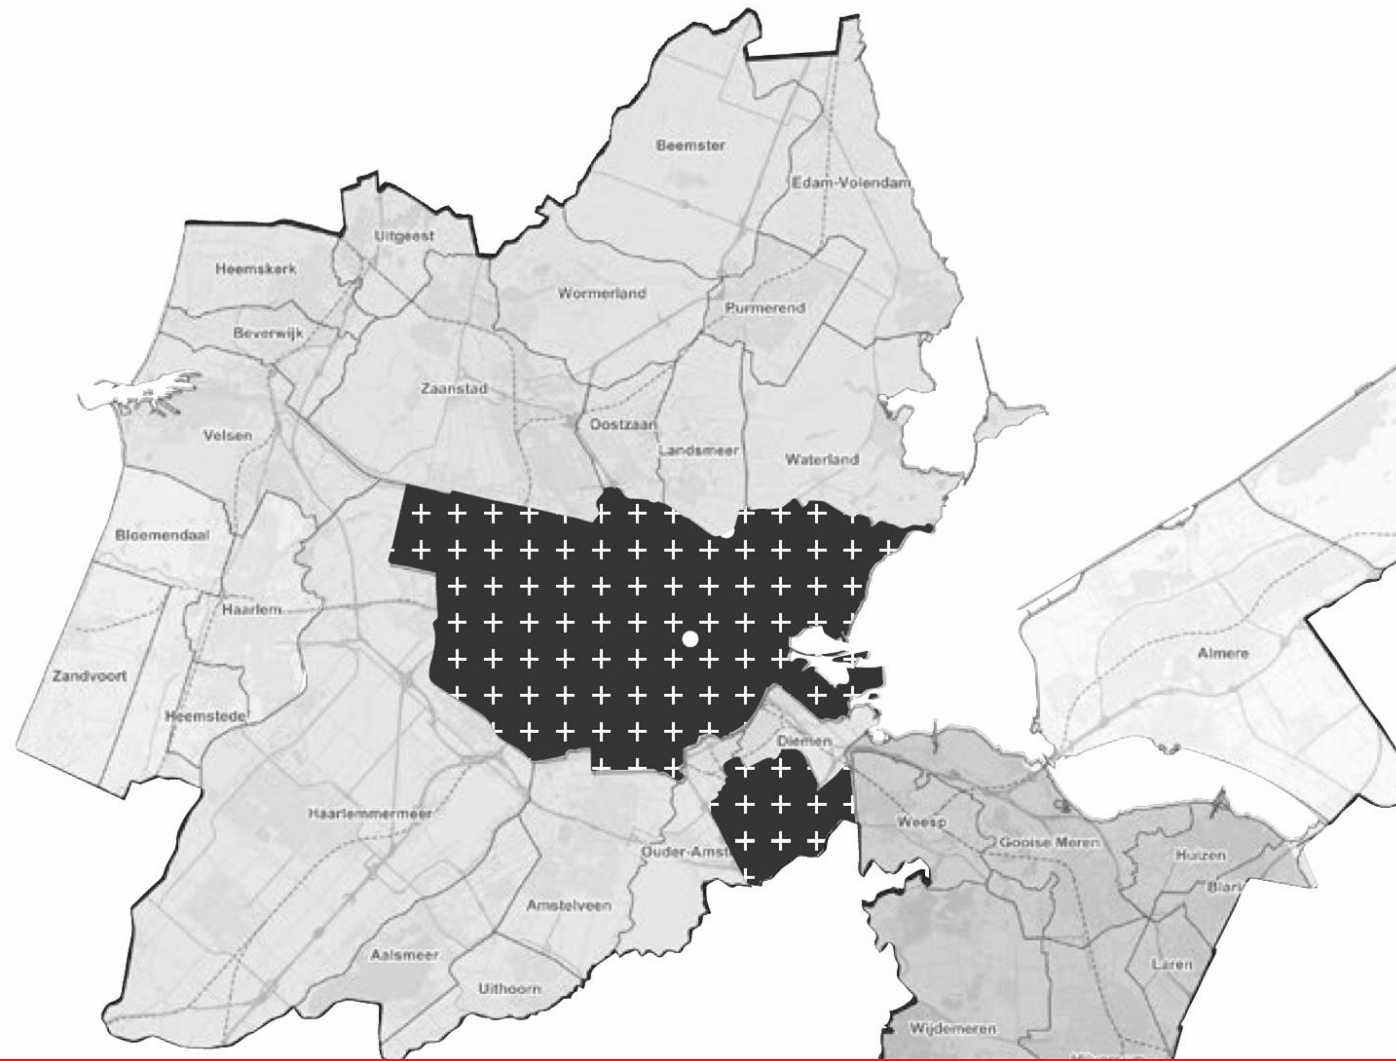 Beemster
Edam-Volendam
Uitgeest
Heemskerk
Wormerland
Purmerend
Beverwijk
Zaanstad
Oostzaan
Velsen
Landsmeer
Waterland
Bloemendaal
Haarlem
Almere
Zandvoort
Heemstede
Diemen
Haarlemmermeer
Weesp
Gooise Meren
Ouder-Amst
Huizen
Blari
Amstelveen
Aalsmeer
Laren
Uithoorn
Wijdemeren